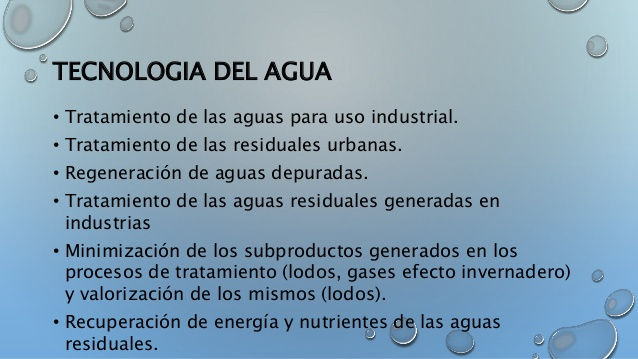 TECNOLOGIA DEL AGUA
• Tratamiento de las aguas para uso industrial.
• Tratamiento de las residuales urbanas.
• Regeneración de aguas depuradas.
• Tratamiento de las aguas residuales generadas en
industrias
• Minimización de los subproductos generados en los
procesos de tratamiento (lodos, gases efecto invernadero)
y valorización de los mismos (lodos).
• Recuperación de energía y nutrientes de las aguas
residuales.